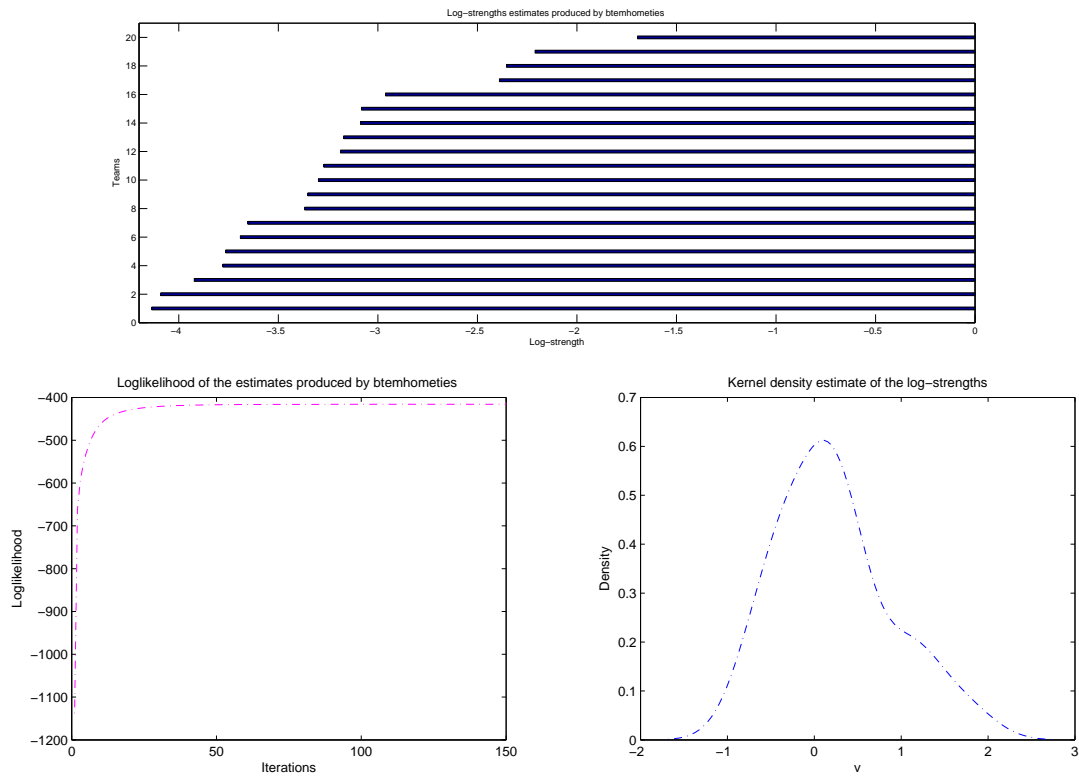 Log−strengths estimates produced by btemhometies
20
18
16
14
12
10
8
6
4
2
0
Teams
−4 −3.5 −3 −2.5 −2 −1.5 −1 −0.5 0
Log−strength
Loglikelihood of the estimates produced by btemhometies
−400
−500
−600
−700
−800
−900
−1000
−1100
−1200
Loglikelihood
0 50 100 150
Iterations
Kernel density estimate of the log−strengths
0.7
0.6
0.5
0.4
0.3
0.2
0.1
0
Density
−2 −1 0 1 2 3
v